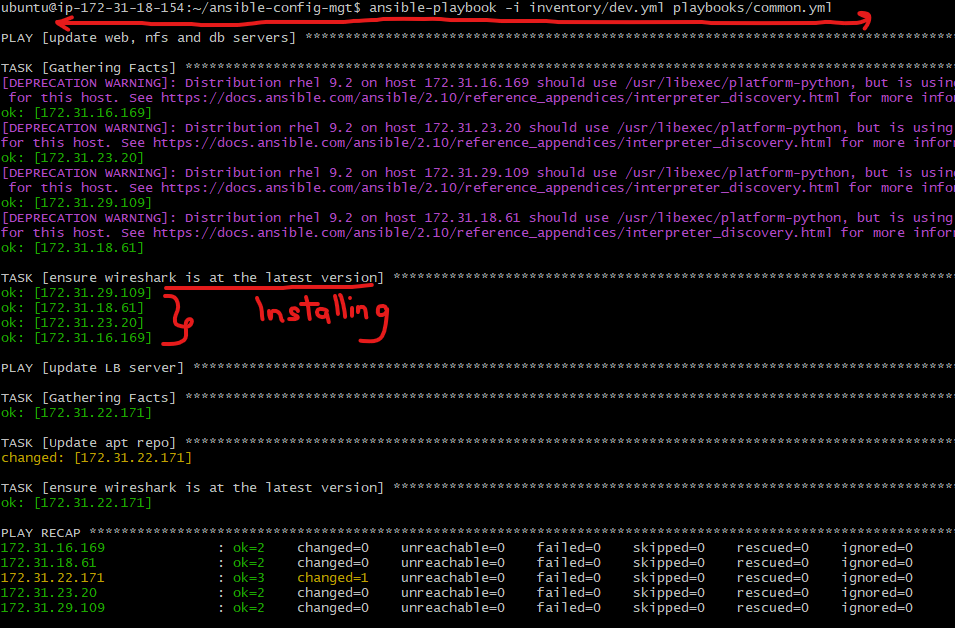 ubuntu@ip-172-31-18-154:~/ansible-config-mgt$ ansible-playbook -i inventory/dev.yml playbooks/common.yml
PLAY [update web, nfs and db servers] *******************************************************************************
TASK [Gathering Facts] **********************************************************************************************
[DEPRECATION WARNING]: Distribution rhel 9.2 on host 172.31.16.169 should use /usr/libexec/platform-python, but is using
for this host. See https://docs.ansible.com/ansible/2.10/reference_appendices/interpreter_discovery.html for more
ok: [172.31.16.169]
[DEPRECATION WARNING]: Distribution rhel 9.2 on host 172.31.23.20 should use /usr/libexec/platform-python, but is using
for this host. See https://docs.ansible.com/ansible/2.10/reference_appendices/interpreter_discovery.html for more
ok: [172.31.23.20]
[DEPRECATION WARNING]: Distribution rhel 9.2 on host 172.31.29.109 should use /usr/libexec/platform-python, but is using
for this host. See https://docs.ansible.com/ansible/2.10/reference_appendices/interpreter_discovery.html for more
ok: [172.31.29.109]
[DEPRECATION WARNING]: Distribution rhel 9.2 on host 172.31.18.61 should use /usr/libexec/platform-python, but is using
for this host. See https://docs.ansible.com/ansible/2.10/reference_appendices/interpreter_discovery.html for more
ok: [172.31.18.61]
TASK [ensure wireshark is at the latest version] ********************************************************************
ok: [172.31.29.109]
ok: [172.31.18.61]
Installing
ok: [172.31.23.20]
ok: [172.31.16.169]
PLAY [update LB server] *********************************************************************************************
TASK [Gathering Facts] **********************************************************************************************
ok: [172.31.22.171]
TASK [Update apt repo] **********************************************************************************************
changed: [172.31.22.171]
TASK [ensure wireshark is at the latest version] ********************************************************************
ok: [172.31.22.171]
PLAY RECAP **********************************************************************************************************
172.31.16.169 : ok=2 changed=0 unreachable=0 failed=0 skipped=0 rescued=0 ignored=0
172.31.18.61 : ok=2 changed=0 unreachable=0 failed=0 skipped=0 rescued=0 ignored=0
172.31.22.171 : ok=3 changed=1 unreachable=0 failed=0 skipped=0 rescued=0 ignored=0
172.31.23.20 : ok=2 changed=0 unreachable=0 failed=0 skipped=0 rescued=0 ignored=0
172.31.29.109 : ok=2 changed=0 unreachable=0 failed=0 skipped=0 rescued=0 ignored=0